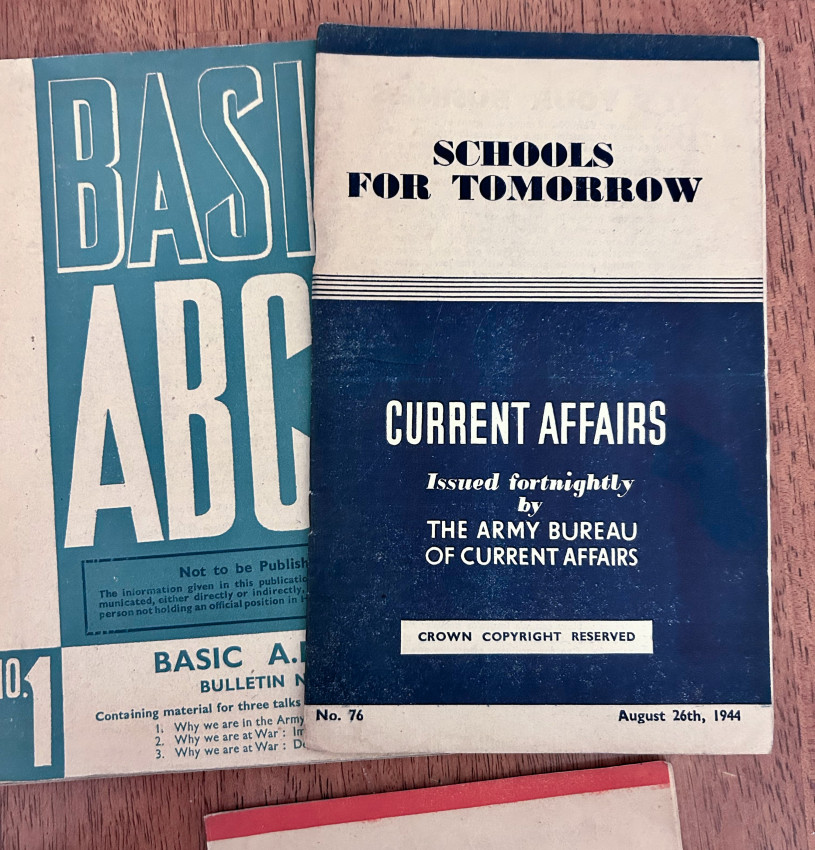 BASI
ABC
Not to be Publish
The information given in this publicatio
municated, either directly or indirectly,
person not holding an official position in H
NO. 1
BASIC A.
BULLETIN N
Containing material for three talks
1. Why we are in the Army
2. Why we are at War : Im
3. Why we are at War : De
SCHOOLS
FOR TOMORROW
CURRENT AFFAIRS
Issued fortnightly
by
THE ARMY BUREAU
OF CURRENT AFFAIRS
CROWN COPYRIGHT RESERVED
No. 76
August 26th, 1944